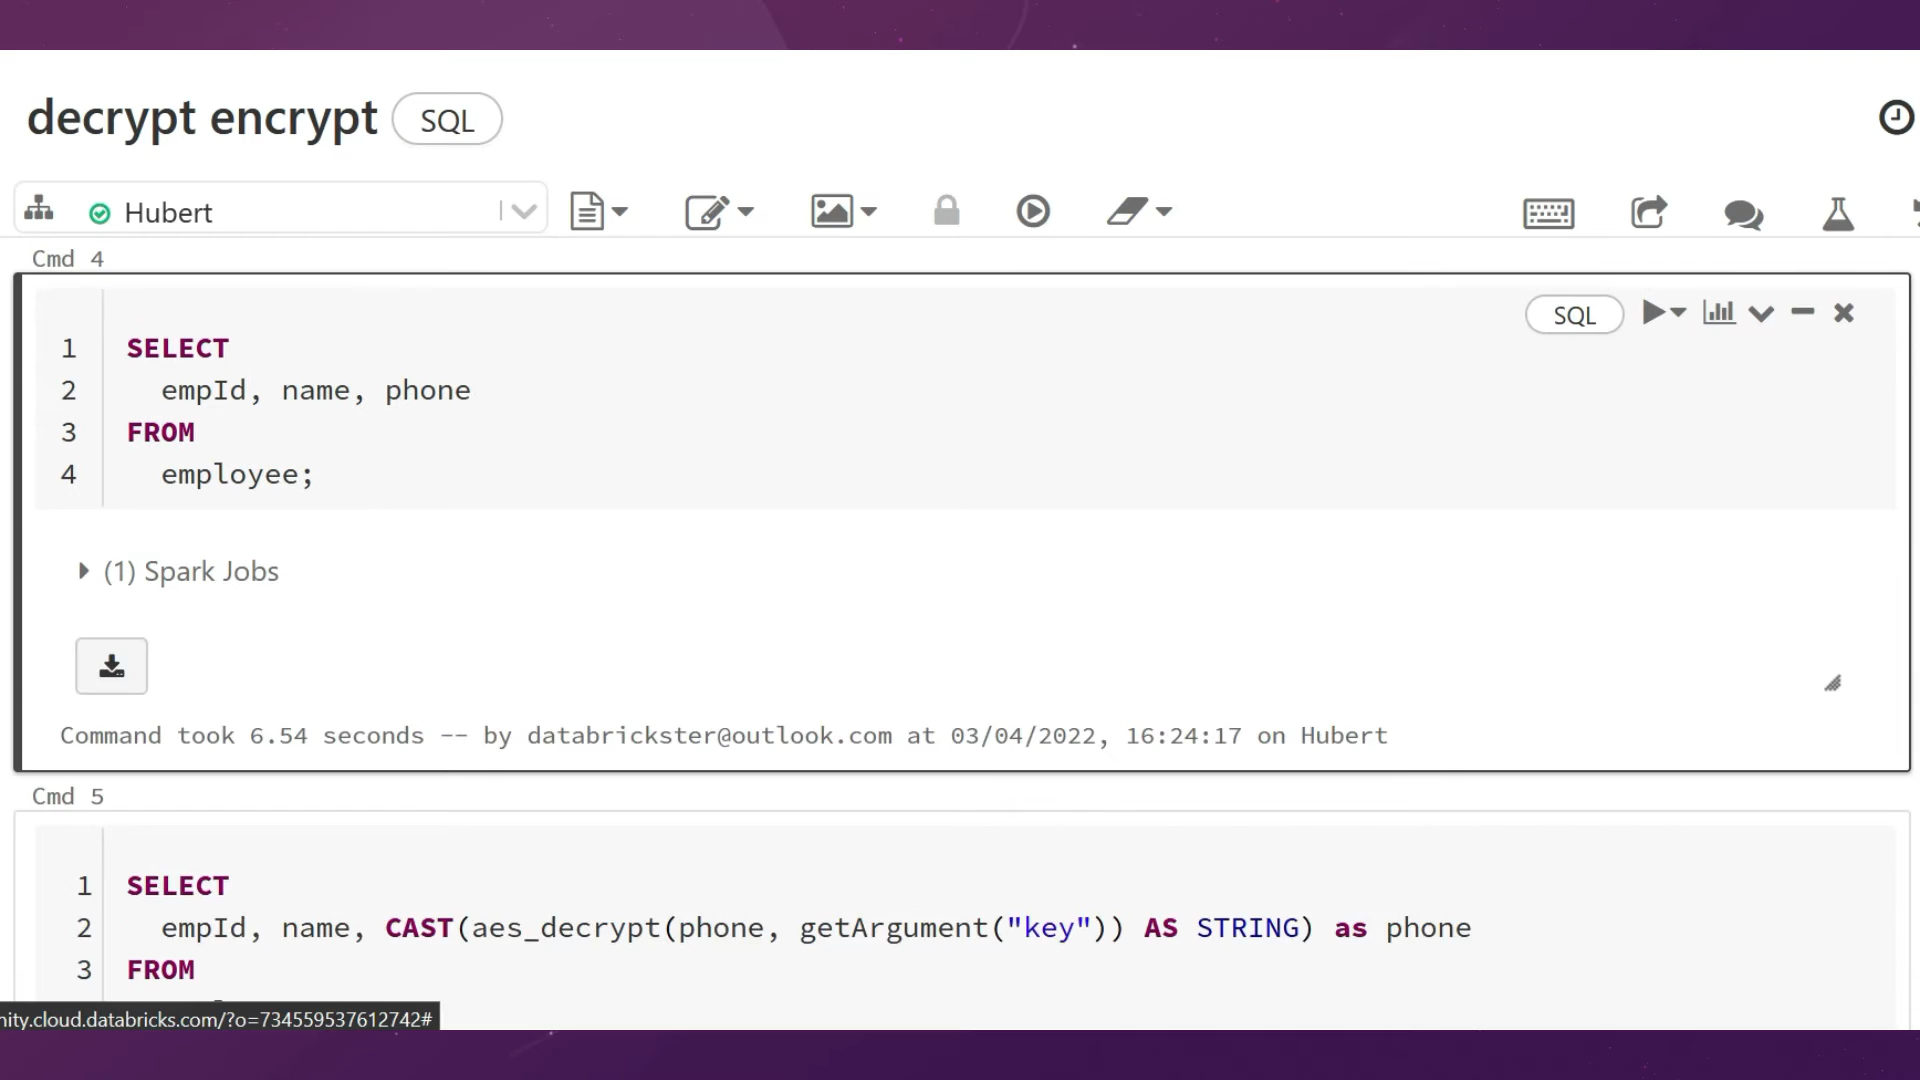 decrypt encrypt SQL
Hubert
Cmd 4
SQL
1 SELECT
2 empId, name, phone
3 FROM
4 employee;
(1) Spark Jobs
Command took 6.54 seconds -- by databrickster@outlook.com at 03/04/2022, 16:24:17 on Hubert
Cmd 5
1 SELECT
2 empId, name, CAST(aes_decrypt(phone, getArgument("key")) AS STRING) as phone
3 FROM
nity.cloud.databricks.com/?o=734559537612742#